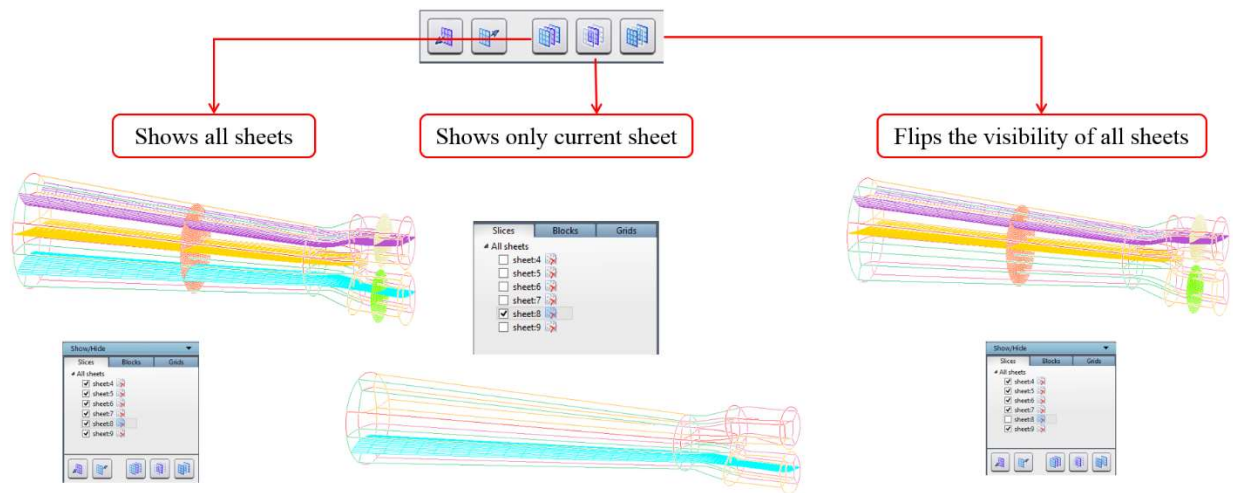 Shows all sheets
Shows only current sheet
Flips the visibility of all sheets
Slices Blocks Grids
All sheets
sheet:4
sheet:5
sheet:6
sheet:7
sheet:8
sheet:9
Show/Hide
Slices Blocks Grids
All sheets
sheet:4
sheet:5
sheet:6
sheet:7
sheet:8
sheet:9
Show/Hide
Slices Blocks Grids
All sheets
sheet:4
sheet:5
sheet:6
sheet:7
sheet:8
sheet:9